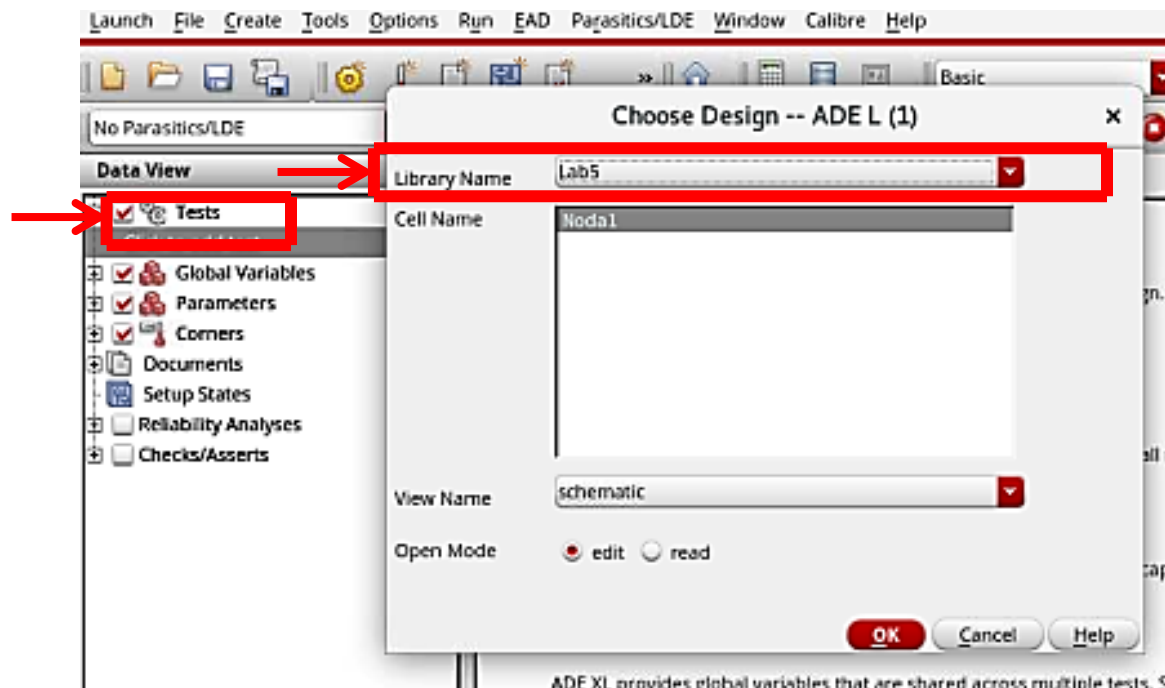 Launch File Create Tools Options Run EAD Parasitics/LDE Window Calibre Help
» Basic
No Parasitics/LDE
Choose Design -- ADE L (1)
Data View
Library Name Lab5
Tests
Cell Name Nodal
Global Variables
Parameters
Corners
Documents
Setup States
Reliability Analyses
Checks/Asserts
View Name schematic
Open Mode edit read
OK Cancel Help
ADE XL provides global variables that are shared across multiple tests.